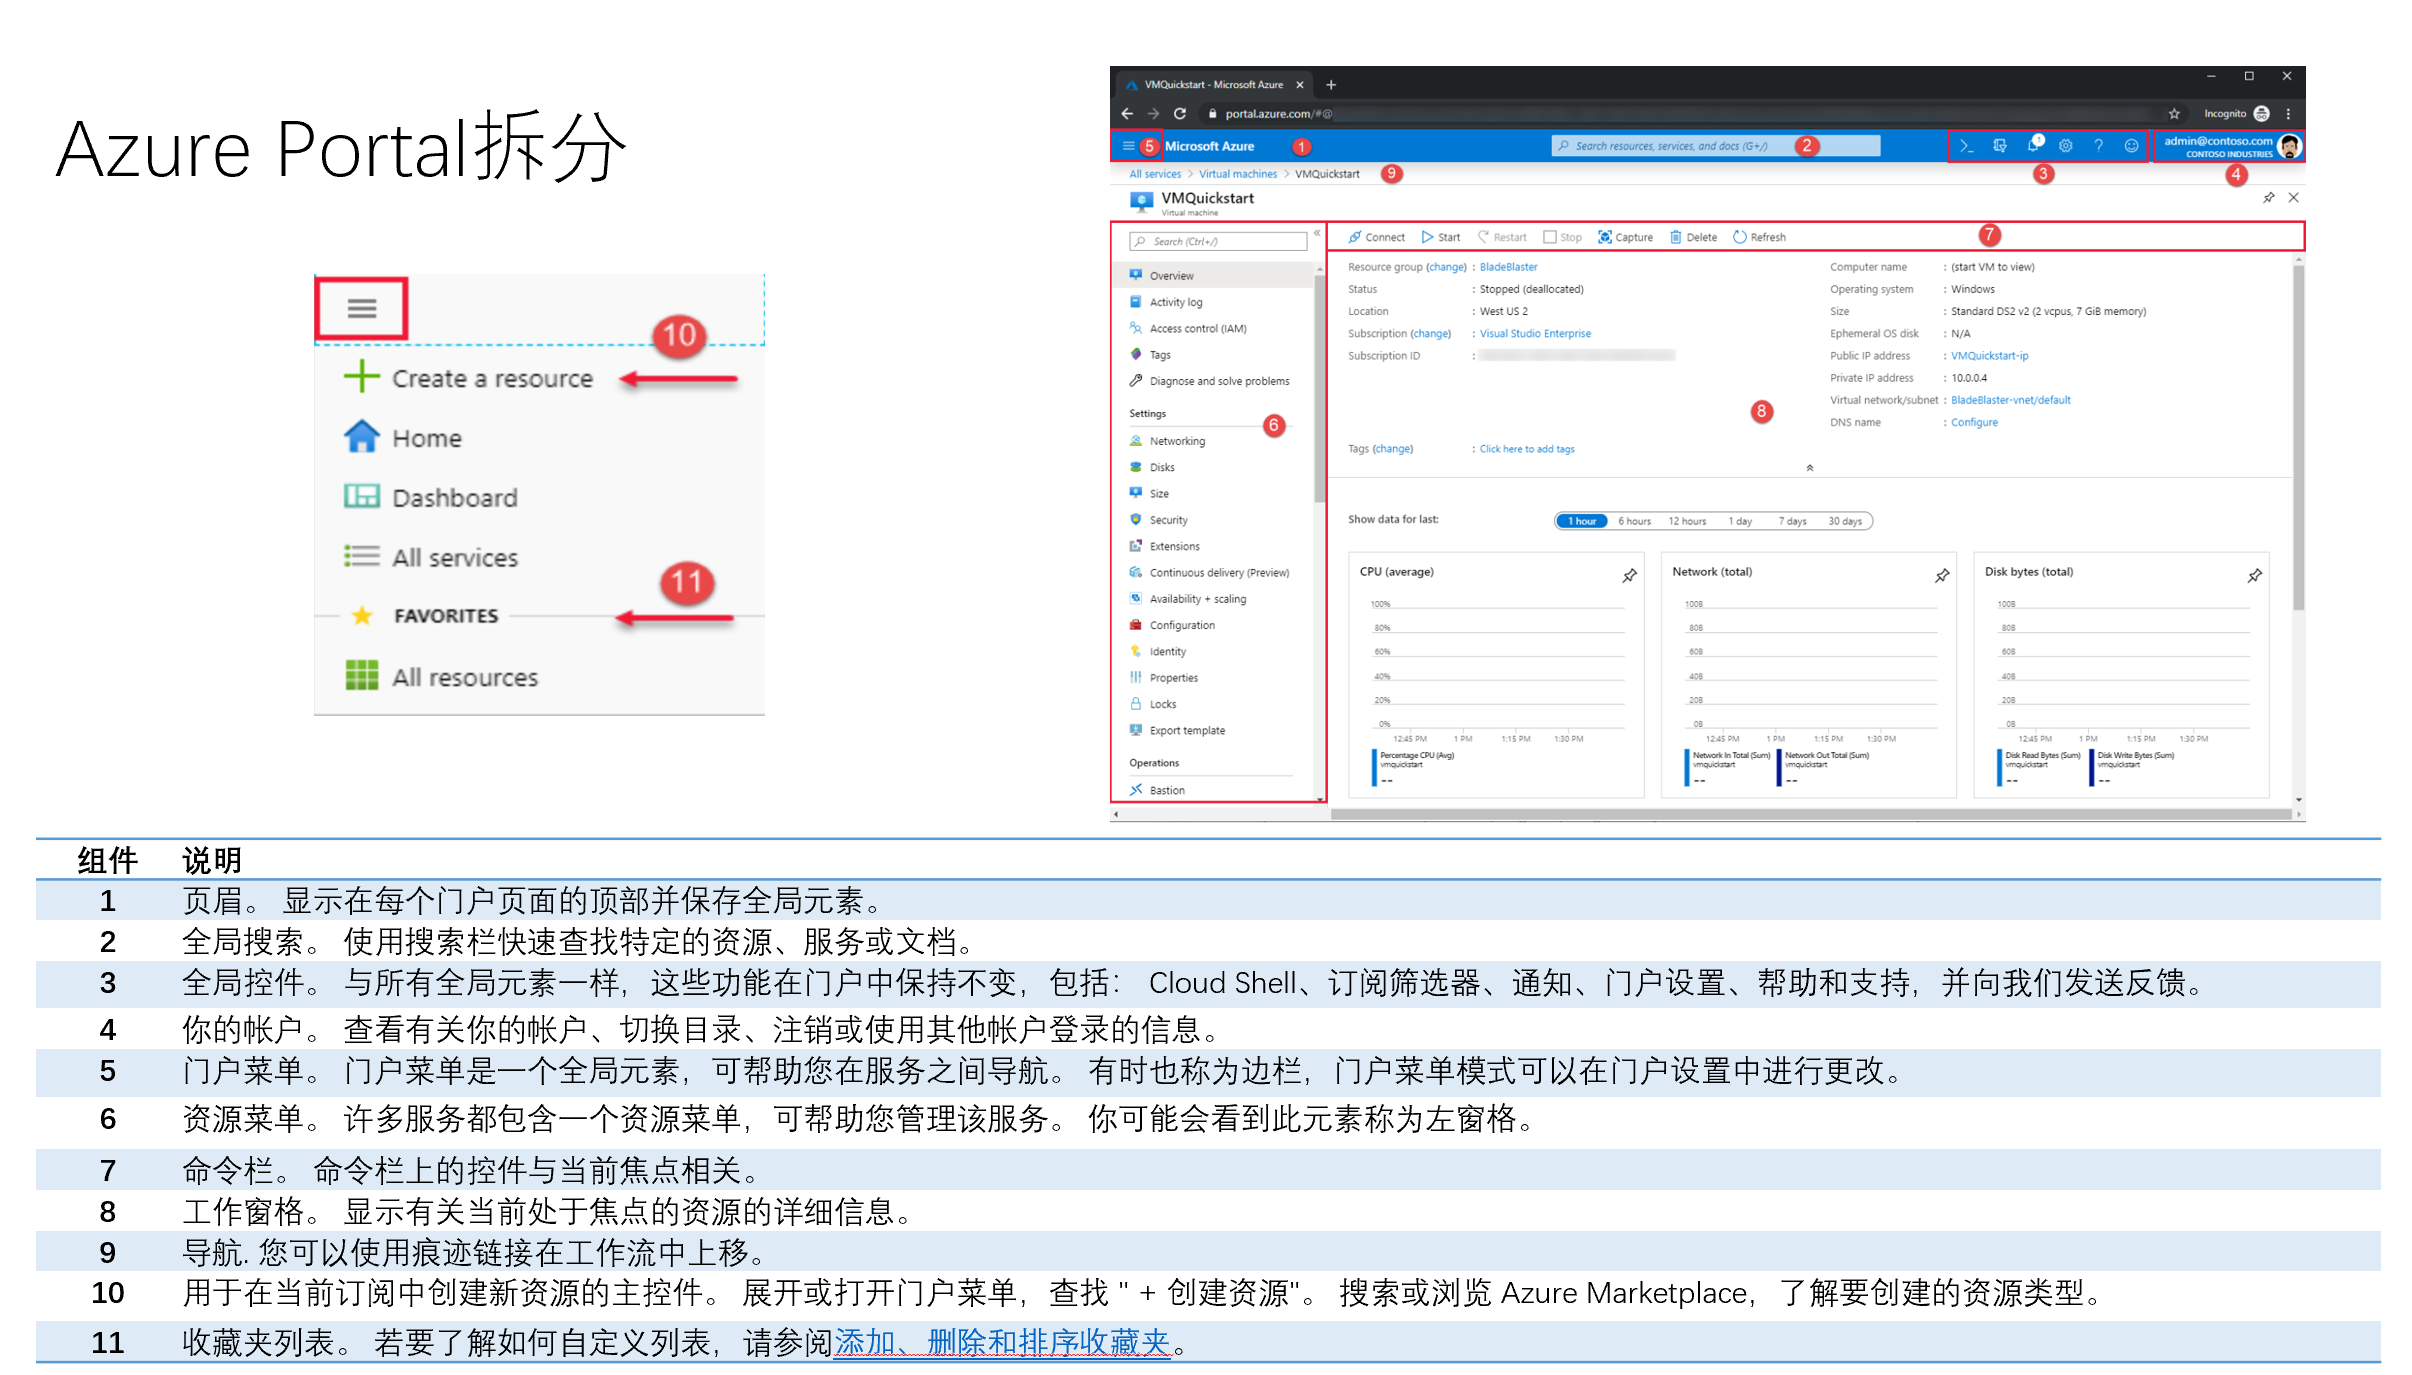 Azure Portal拆分
10
Create a resource
Home
Dashboard
All services
11
FAVORITES
All resources
VMQuickstart - Microsoft Azure
portal.azure.com/#@
Incognito
5 Microsoft Azure 1
Search resources, services, and docs (G+/) 2
admin@contoso.com
CONTOSO INDUSTRIES
3
4
All services > Virtual machines > VMQuickstart 9
VMQuickstart
Virtual machine
Search (Ctrl+/)
Overview
Activity log
Access control (IAM)
Tags
Diagnose and solve problems
Settings
6
Networking
Disks
Size
Security
Extensions
Continuous delivery (Preview)
Availability + scaling
Configuration
Identity
Properties
Locks
Export template
Operations
Bastion
Connect Start Restart Stop Capture Delete Refresh 7
Resource group (change) : BladeBlaster
Status : Stopped (deallocated)
Location : West US 2
Subscription (change) : Visual Studio Enterprise
Subscription ID :
Tags (change) : Click here to add tags
Computer name : (start VM to view)
Operating system : Windows
Size : Standard DS2 v2 (2 vcpus, 7 GiB memory)
Ephemeral OS disk : N/A
Public IP address : VMQuickstart-ip
Private IP address : 10.0.0.4
Virtual network/subnet : BladeBlaster-vnet/default
DNS name : Configure
8
Show data for last: 1 hour 6 hours 12 hours 1 day 7 days 30 days
CPU (average)
100%
80%
60%
40%
20%
0%
12:45 PM 1 PM 1:15 PM 1:30 PM
Percentage CPU (Avg)
vmquickstart
--
Network (total)
100B
80B
60B
40B
20B
0B
12:45 PM 1 PM 1:15 PM 1:30 PM
Network In Total (Sum) Network Out Total (Sum)
vmquickstart vmquickstart
-- --
Disk bytes (total)
100B
80B
60B
40B
20B
0B
12:45 PM 1 PM 1:15 PM 1:30 PM
Disk Read Bytes (Sum) Disk Write Bytes (Sum)
vmquickstart vmquickstart
-- --
组件 说明
1 页眉。 显示在每个门户页面的顶部并保存全局元素。
2 全局搜索。 使用搜索栏快速查找特定的资源、服务或文档。
3 全局控件。 与所有全局元素一样，这些功能在门户中保持不变，包括： Cloud Shell、订阅筛选器、通知、门户设置、帮助和支持，并向我们发送反馈。
4 你的帐户。 查看有关你的帐户、切换目录、注销或使用其他帐户登录的信息。
5 门户菜单。 门户菜单是一个全局元素，可帮助您在服务之间导航。 有时也称为边栏，门户菜单模式可以在门户设置中进行更改。
6 资源菜单。 许多服务都包含一个资源菜单，可帮助您管理该服务。 你可能会看到此元素称为左窗格。
7 命令栏。 命令栏上的控件与当前焦点相关。
8 工作窗格。 显示有关当前处于焦点的资源的详细信息。
9 导航. 您可以使用痕迹链接在工作流中上移。
10 用于在当前订阅中创建新资源的主控件。 展开或打开门户菜单，查找 " + 创建资源"。 搜索或浏览 Azure Marketplace，了解要创建的资源类型。
11 收藏夹列表。 若要了解如何自定义列表，请参阅添加、删除和排序收藏夹。